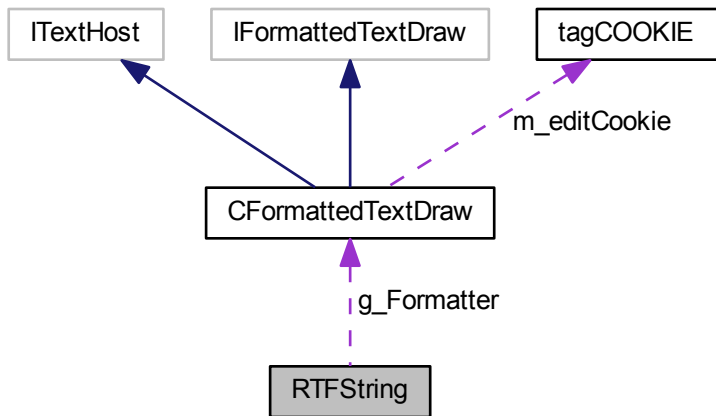 ITextHost
IFormattedTextDraw
tagCOOKIE
m_editCookie
CFormattedTextDraw
g_Formatter
RTFString